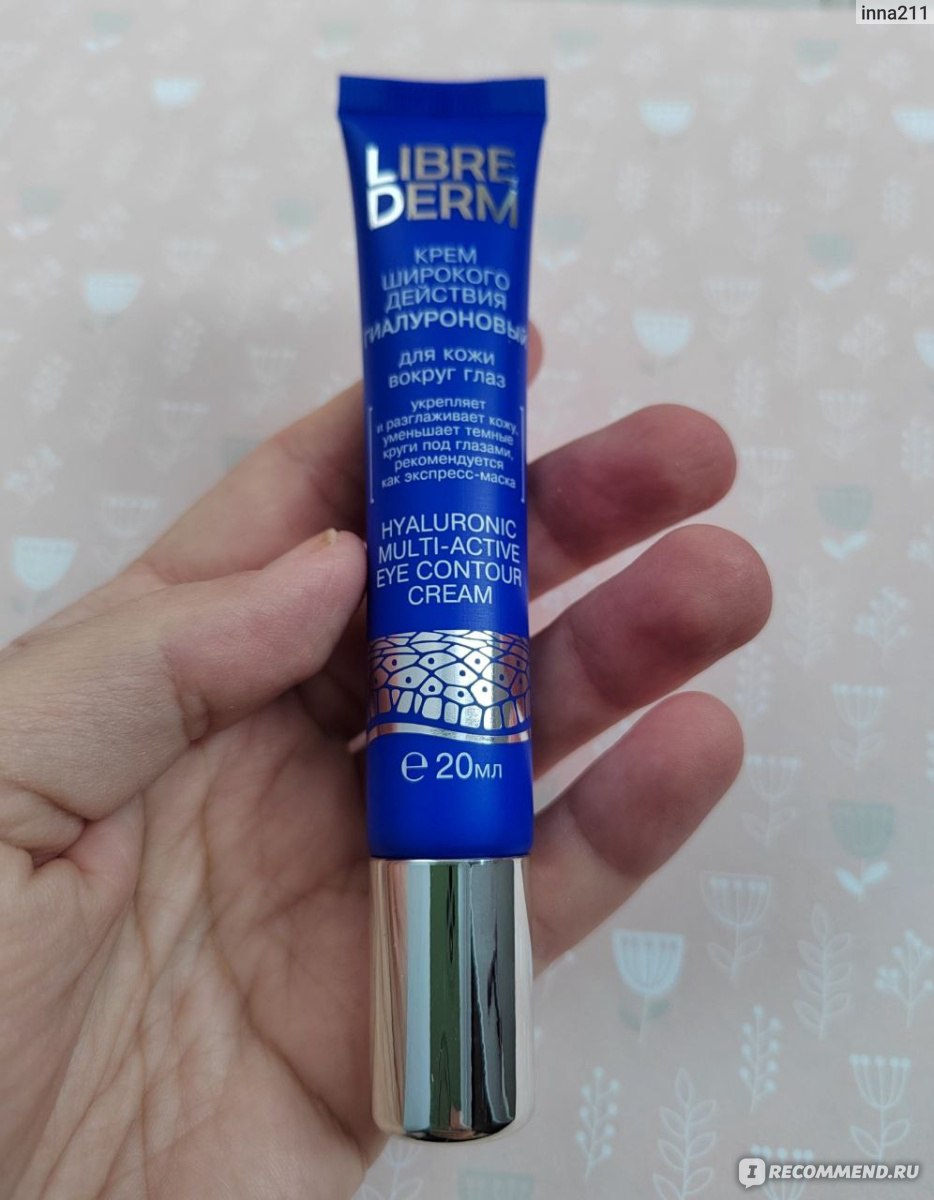 inna211
LIBRE
DERM
КРЕМ
ШИРОКОГО
ДЕЙСТВИЯ
ГИАЛУРОНОВЫЙ
для кожи
вокруг глаз
укрепляет
и разглаживает кожу,
уменьшает темные
круги под глазами,
рекомендуется
как экспресс-маска
HYALURONIC
MULTI-ACTIVE
EYE CONTOUR
CREAM
℮ 20мл
I RECOMMEND.RU